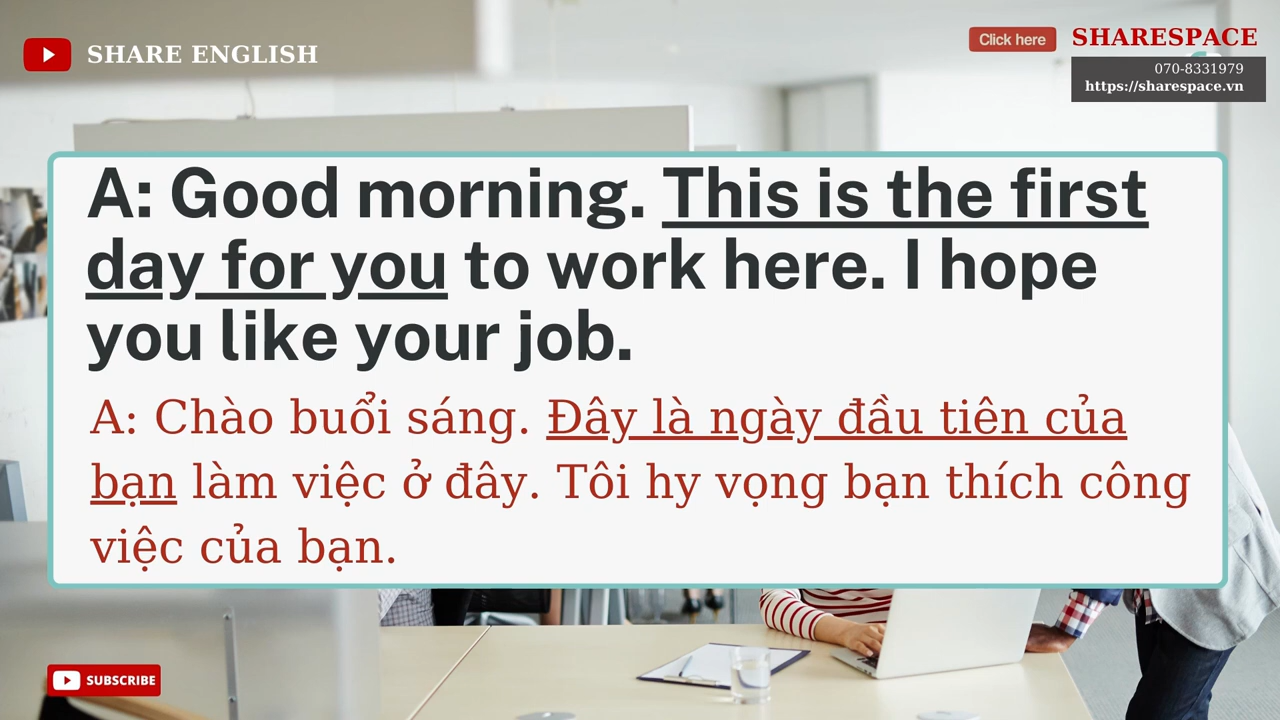 SHARE ENGLISH
Click here
SHARESPACE
070-8331979
https://sharespace.vn
A: Good morning. This is the first
day for you to work here. I hope
you like your job.
A: Chào buổi sáng. Đây là ngày đầu tiên của
bạn làm việc ở đây. Tôi hy vọng bạn thích công
việc của bạn.
SUBSCRIBE